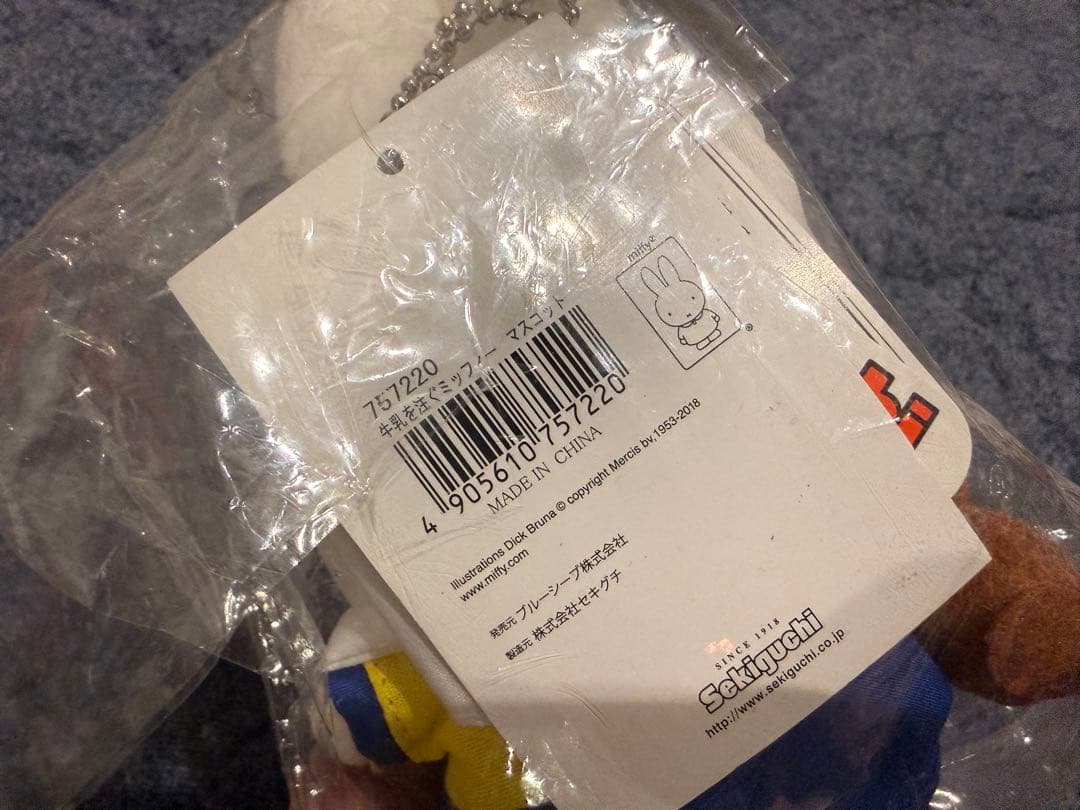 757220
牛乳を注ぐミッフィー マスコット
4 905610 757220
MADE IN CHINA
miffy®
®
Illustrations Dick Bruna © copyright Mercis bv,1953-2018
www.miffy.com
発売元 ブルーシープ株式会社
製造元 株式会社セキグチ
SINCE 1918
Sekiguchi
http://www.sekiguchi.co.jp